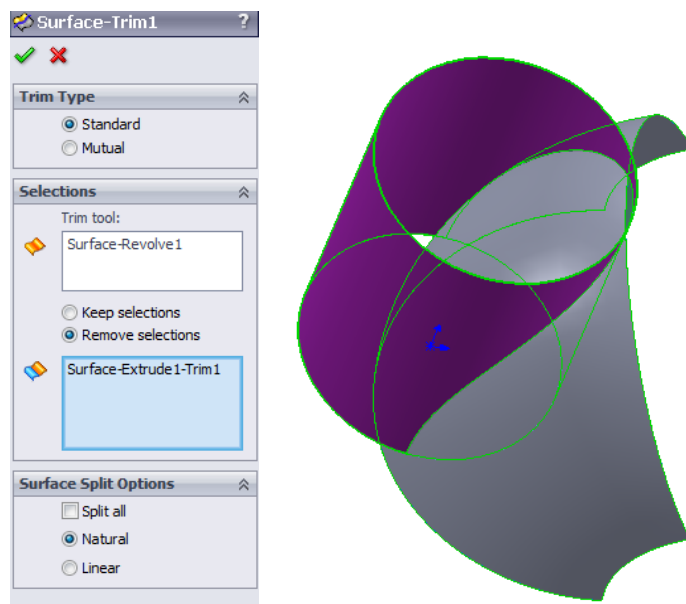 Surface-Trim1 ?
Trim Type
Standard
Mutual
Selections
Trim tool:
Surface-Revolve1
Keep selections
Remove selections
Surface-Extrude1-Trim1
Surface Split Options
Split all
Natural
Linear